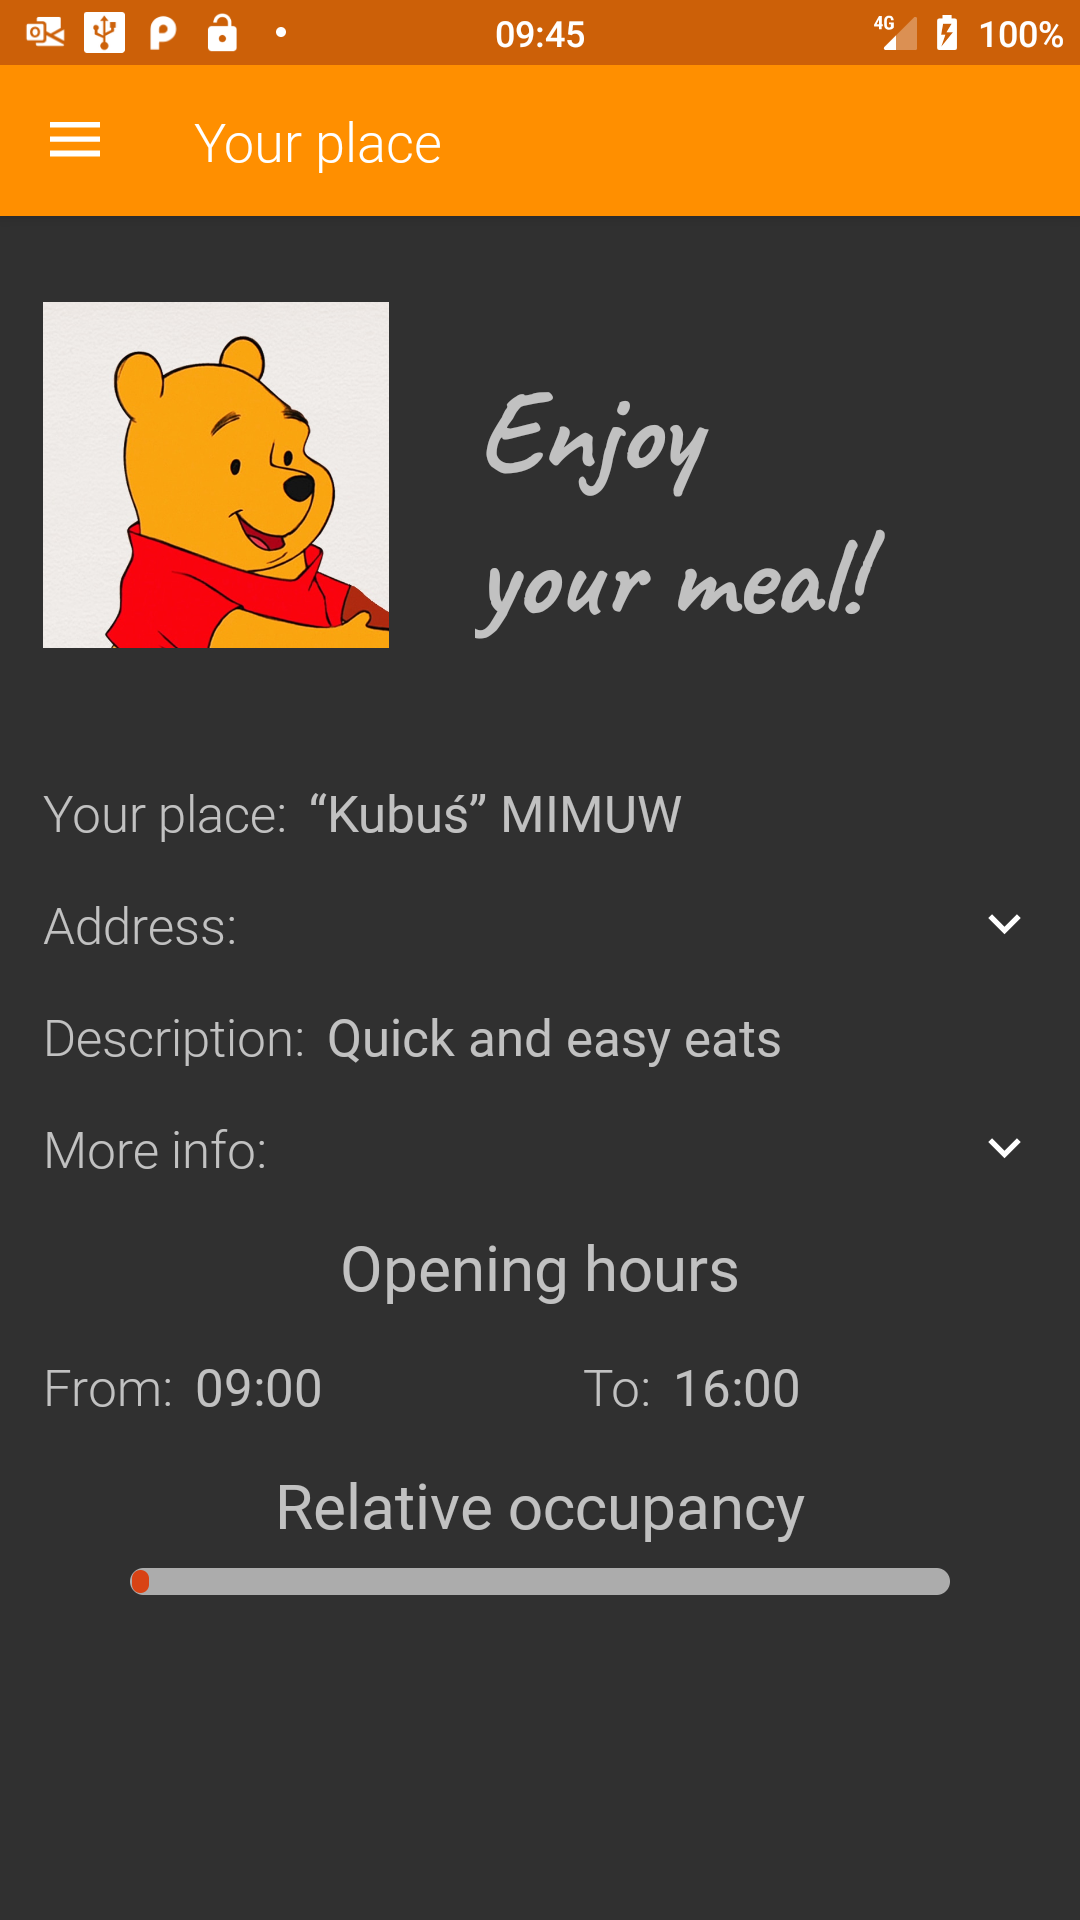 09:45 4G 100%
Your place
Enjoy
your meal!
Your place: “Kubuś” MIMUW
Address:
Description: Quick and easy eats
More info:
Opening hours
From: 09:00 To: 16:00
Relative occupancy